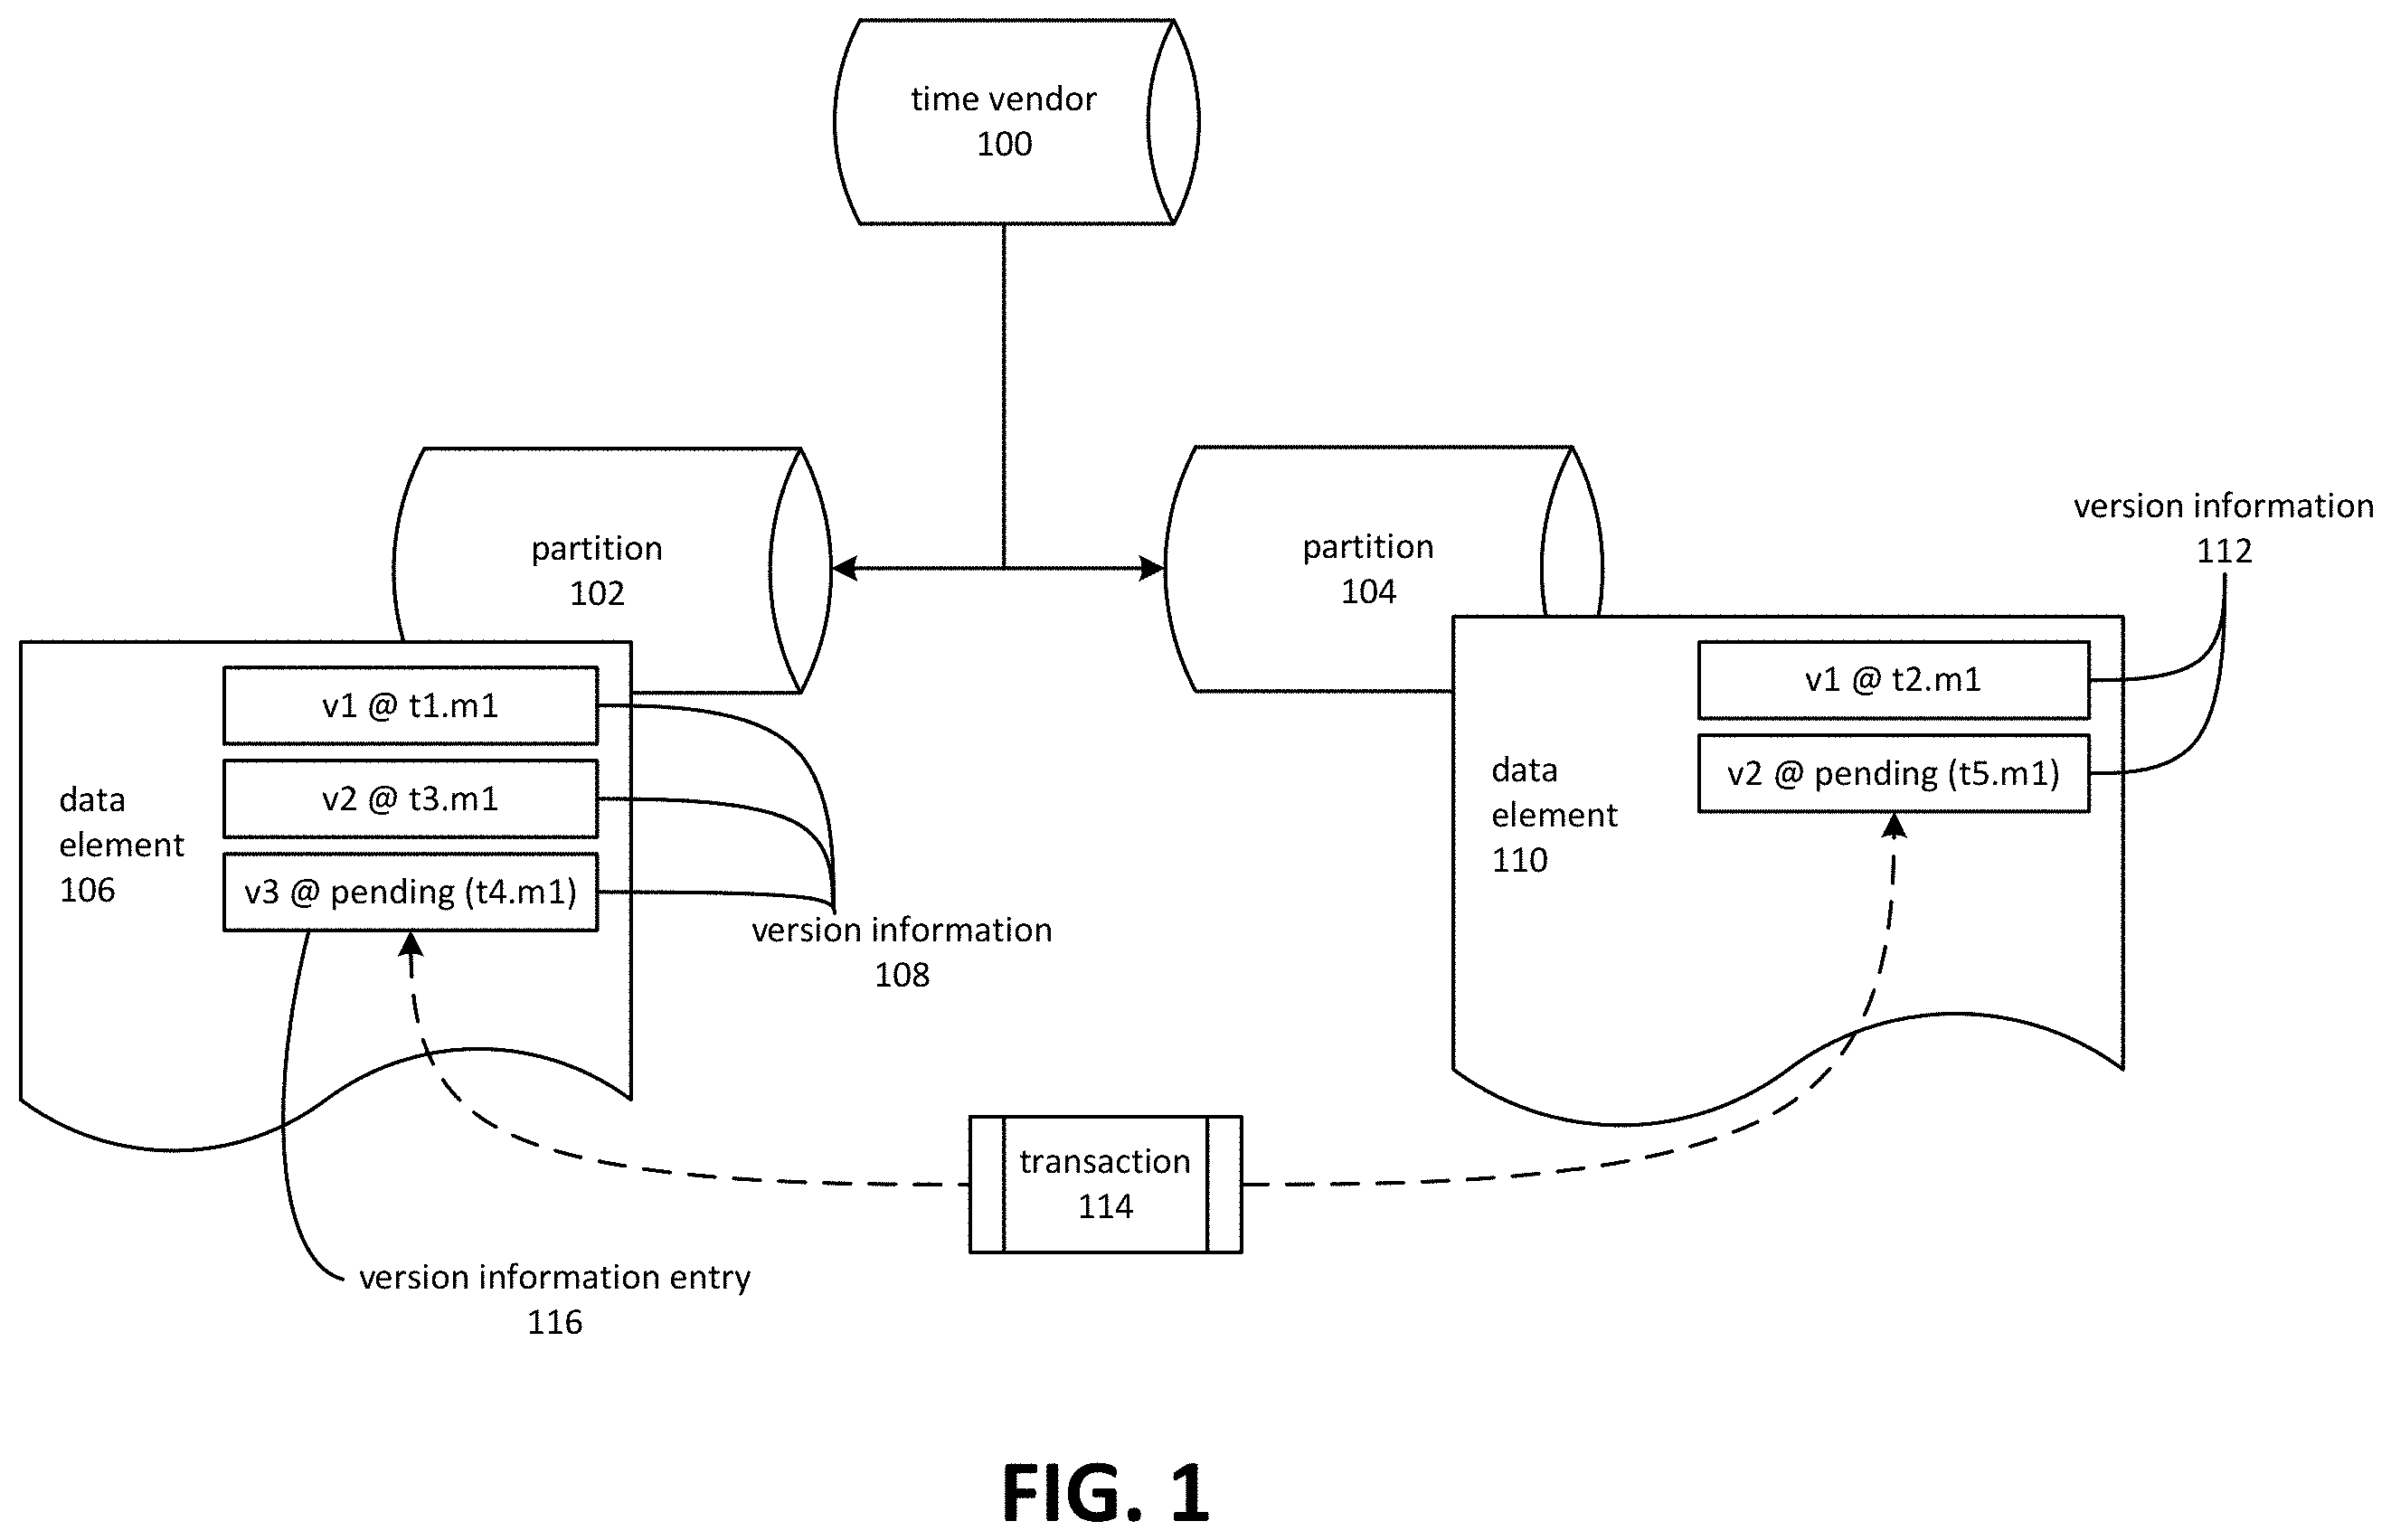 time vendor
100
partition
102
partition
104
version information
112
v1 @ t1.m1
v2 @ t3.m1
v3 @ pending (t4.m1)
data
element
106
version information
108
v1 @ t2.m1
v2 @ pending (t5.m1)
data
element
110
transaction
114
version information entry
116
FIG. 1